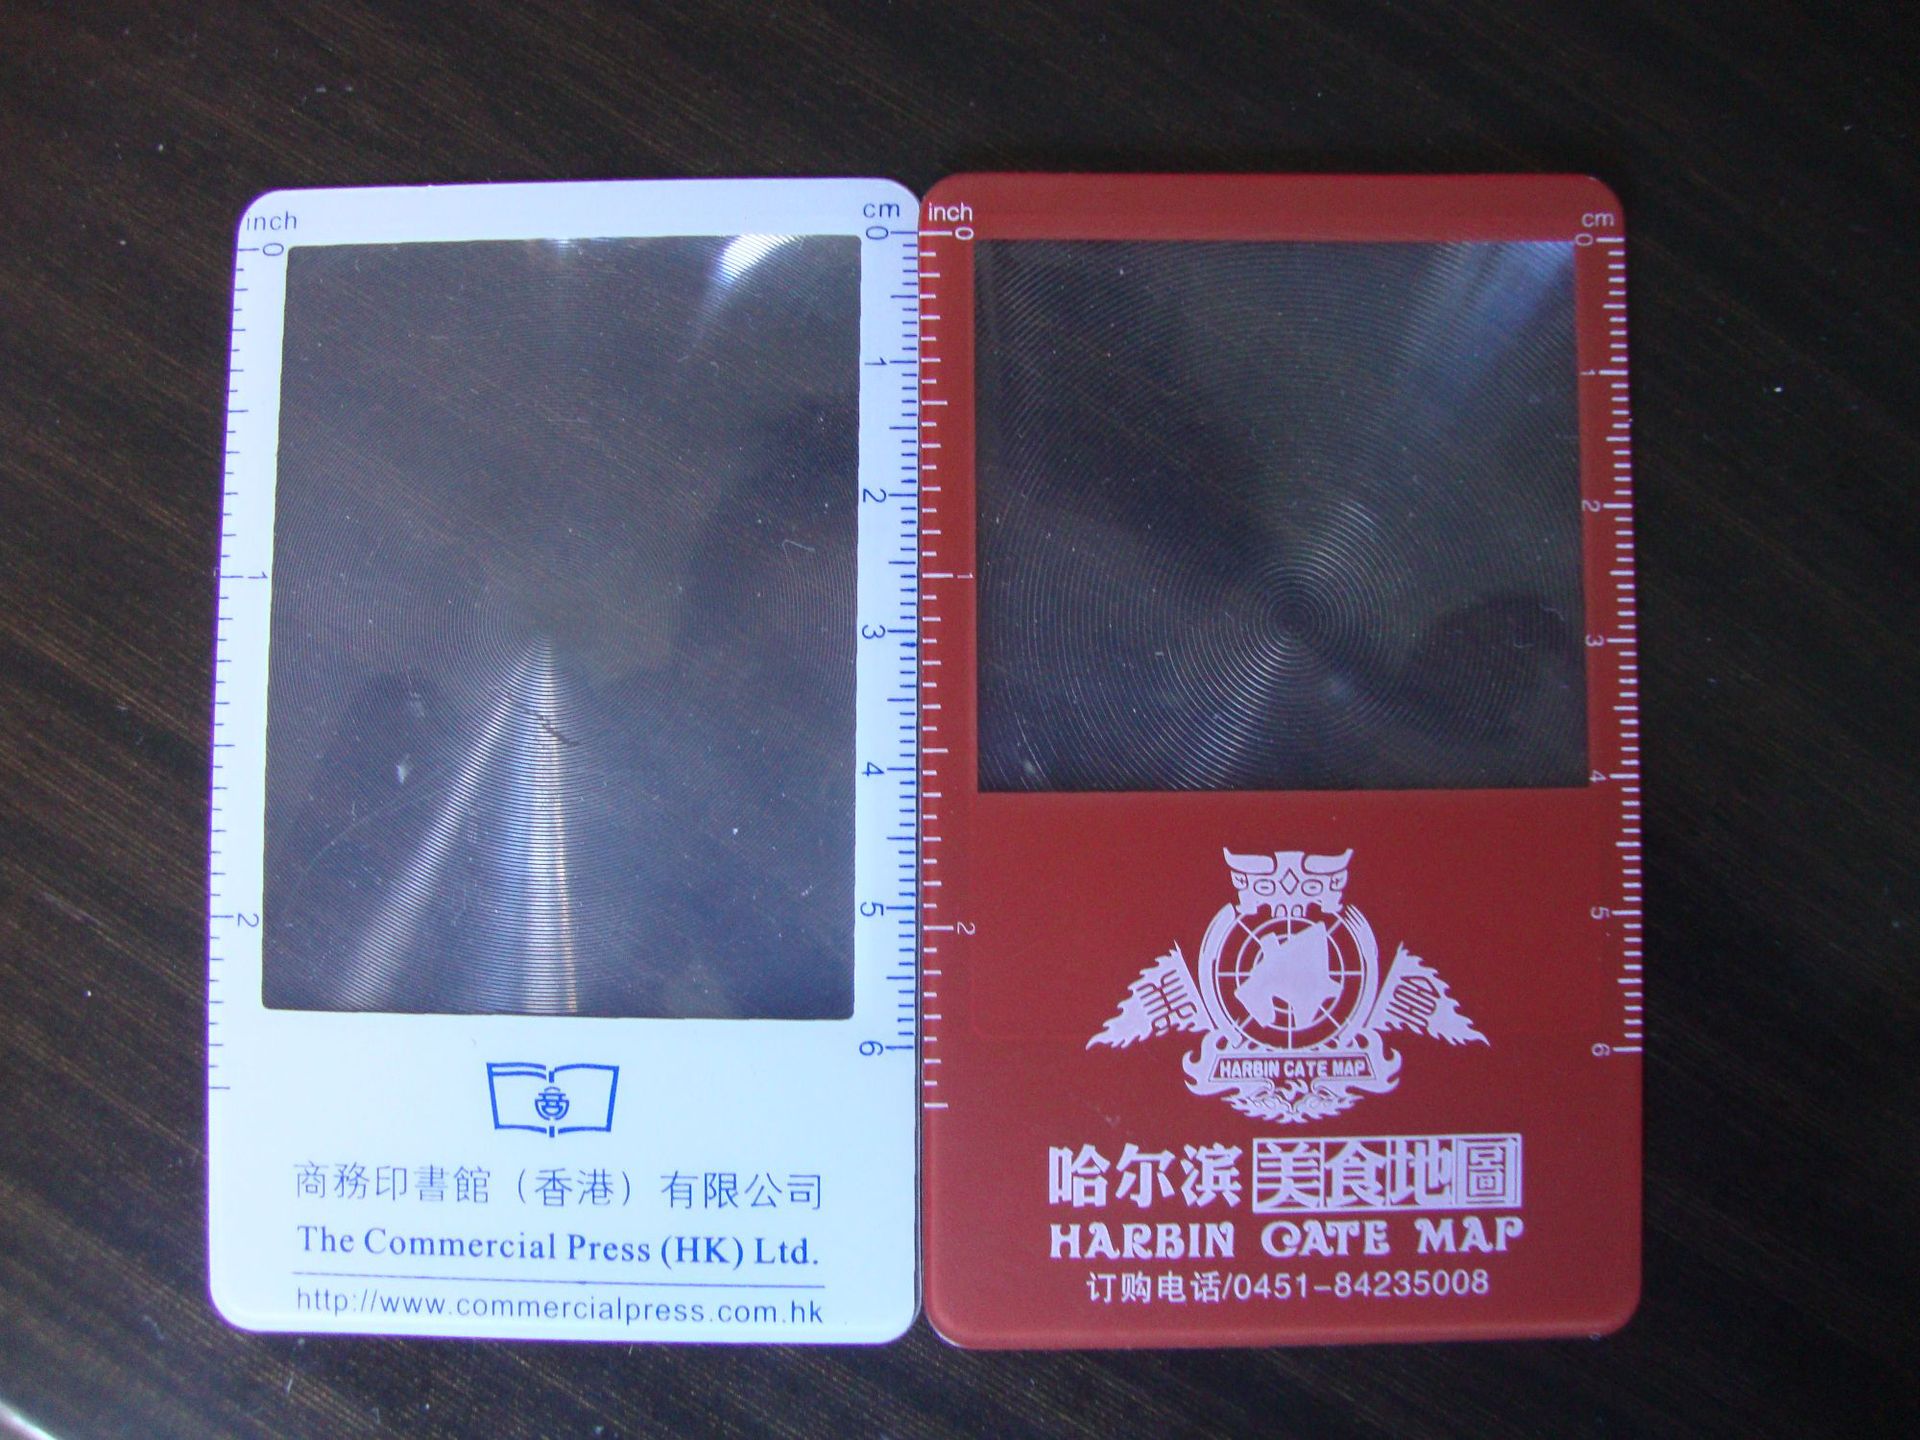 inch
cm
0
1
2
0
1
2
3
4
5
6
商
商務印書館（香港）有限公司
The Commercial Press (HK) Ltd.
http://www.commercialpress.com.hk
inch
cm
0
1
2
0
1
2
3
4
5
6
HARBIN CATE MAP
哈尔滨美食地圖
HARBIN CATE MAP
订购电话/0451-84235008